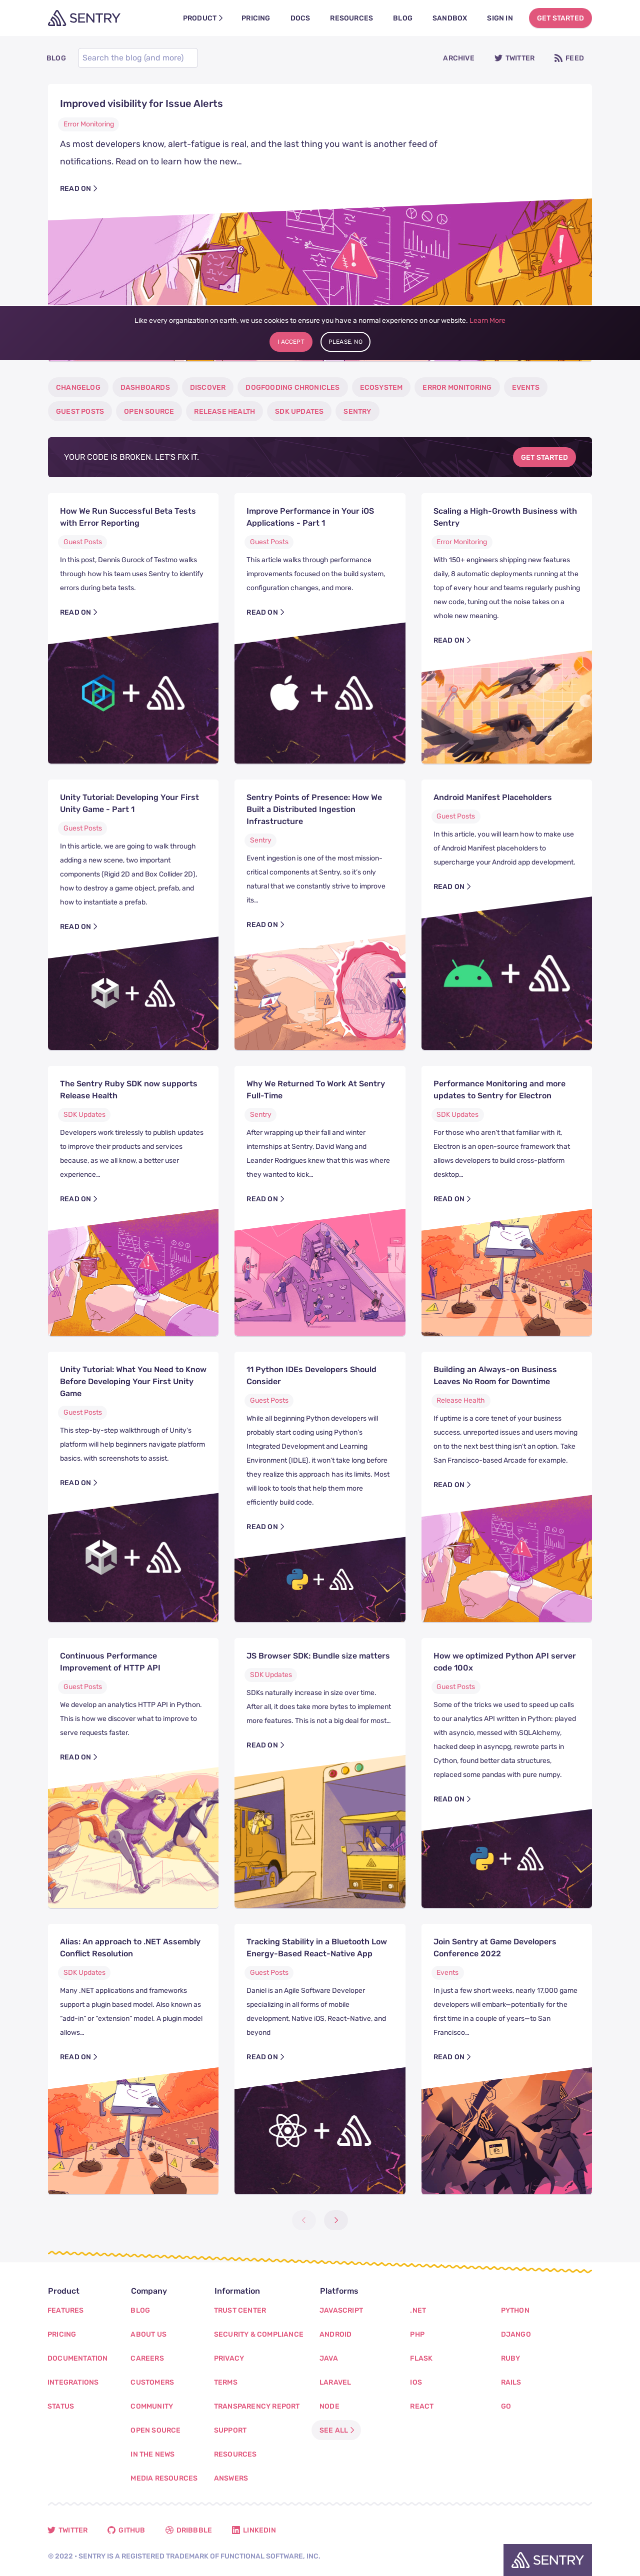 SENTRY
PRODUCT
PRICING
DOCS
RESOURCES
BLOG
SANDBOX
SIGN IN
GET STARTED
BLOG
Search the blog (and more)
ARCHIVE
TWITTER
FEED
Improved visibility for Issue Alerts
Error Monitoring
As most developers know, alert-fatigue is real, and the last thing you want is another feed of
notifications. Read on to learn how the new…
READ ON
Like every organization on earth, we use cookies to ensure you have a normal experience on our website. Learn More
I ACCEPT
PLEASE, NO
CHANGELOG
DASHBOARDS
DISCOVER
DOGFOODING CHRONICLES
ECOSYSTEM
ERROR MONITORING
EVENTS
GUEST POSTS
OPEN SOURCE
RELEASE HEALTH
SDK UPDATES
SENTRY
YOUR CODE IS BROKEN. LET'S FIX IT.
GET STARTED
How We Run Successful Beta Tests
with Error Reporting
Guest Posts
In this post, Dennis Gurock of Testmo walks
through how his team uses Sentry to identify
errors during beta tests.
READ ON
Improve Performance in Your iOS
Applications - Part 1
Guest Posts
This article walks through performance
improvements focused on the build system,
configuration changes, and more.
READ ON
Scaling a High-Growth Business with
Sentry
Error Monitoring
With 150+ engineers shipping new features
daily, 8 automatic deployments running at the
top of every hour and teams regularly pushing
new code, tuning out the noise takes on a
whole new meaning.
READ ON
Unity Tutorial: Developing Your First
Unity Game - Part 1
Guest Posts
In this article, we are going to walk through
adding a new scene, two important
components (Rigid 2D and Box Collider 2D),
how to destroy a game object, prefab, and
how to instantiate a prefab.
READ ON
Sentry Points of Presence: How We
Built a Distributed Ingestion
Infrastructure
Sentry
Event ingestion is one of the most mission-
critical components at Sentry, so it's only
natural that we constantly strive to improve
its…
READ ON
Android Manifest Placeholders
Guest Posts
In this article, you will learn how to make use
of Android Manifest placeholders to
supercharge your Android app development.
READ ON
The Sentry Ruby SDK now supports
Release Health
SDK Updates
Developers work tirelessly to publish updates
to improve their products and services
because, as we all know, a better user
experience…
READ ON
Why We Returned To Work At Sentry
Full-Time
Sentry
After wrapping up their fall and winter
internships at Sentry, David Wang and
Leander Rodrigues knew that this was where
they wanted to kick…
READ ON
Performance Monitoring and more
updates to Sentry for Electron
SDK Updates
For those who aren't that familiar with it,
Electron is an open-source framework that
allows developers to build cross-platform
desktop…
READ ON
Unity Tutorial: What You Need to Know
Before Developing Your First Unity
Game
Guest Posts
This step-by-step walkthrough of Unity's
platform will help beginners navigate platform
basics, with screenshots to assist.
READ ON
11 Python IDEs Developers Should
Consider
Guest Posts
While all beginning Python developers will
probably start coding using Python's
Integrated Development and Learning
Environment (IDLE), it won't take long before
they realize this approach has its limits. Most
will look to tools that help them more
efficiently build code.
READ ON
Building an Always-on Business
Leaves No Room for Downtime
Release Health
If uptime is a core tenet of your business
success, unreported issues and users moving
on to the next best thing isn't an option. Take
San Francisco-based Arcade for example.
READ ON
Continuous Performance
Improvement of HTTP API
Guest Posts
We develop an analytics HTTP API in Python.
This is how we discover what to improve to
serve requests faster.
READ ON
JS Browser SDK: Bundle size matters
SDK Updates
SDKs naturally increase in size over time.
After all, it does take more bytes to implement
more features. This is not a big deal for most…
READ ON
How we optimized Python API server
code 100x
Guest Posts
Some of the tricks we used to speed up calls
to our analytics API written in Python: played
with asyncio, messed with SQLAlchemy,
hacked deep in asyncpg, rewrote parts in
Cython, found better data structures,
replaced some pandas with pure numpy.
READ ON
Alias: An approach to .NET Assembly
Conflict Resolution
SDK Updates
Many .NET applications and frameworks
support a plugin based model. Also known as
"add-in" or "extension" model. A plugin model
allows…
READ ON
Tracking Stability in a Bluetooth Low
Energy-Based React-Native App
Guest Posts
Daniel is an Agile Software Developer
specializing in all forms of mobile
development, Native iOS, React-Native, and
beyond
READ ON
Join Sentry at Game Developers
Conference 2022
Events
In just a few short weeks, nearly 17,000 game
developers will embark—potentially for the
first time in a couple of years—to San
Francisco…
READ ON
Product
FEATURES
PRICING
DOCUMENTATION
INTEGRATIONS
STATUS
Company
BLOG
ABOUT US
CAREERS
CUSTOMERS
COMMUNITY
OPEN SOURCE
IN THE NEWS
MEDIA RESOURCES
Information
TRUST CENTER
SECURITY & COMPLIANCE
PRIVACY
TERMS
TRANSPARENCY REPORT
SUPPORT
RESOURCES
ANSWERS
Platforms
JAVASCRIPT
ANDROID
JAVA
LARAVEL
NODE
SEE ALL
.NET
PHP
FLASK
IOS
REACT
PYTHON
DJANGO
RUBY
RAILS
GO
TWITTER
GITHUB
DRIBBBLE
LINKEDIN
© 2022 • SENTRY IS A REGISTERED TRADEMARK OF FUNCTIONAL SOFTWARE, INC.
SENTRY